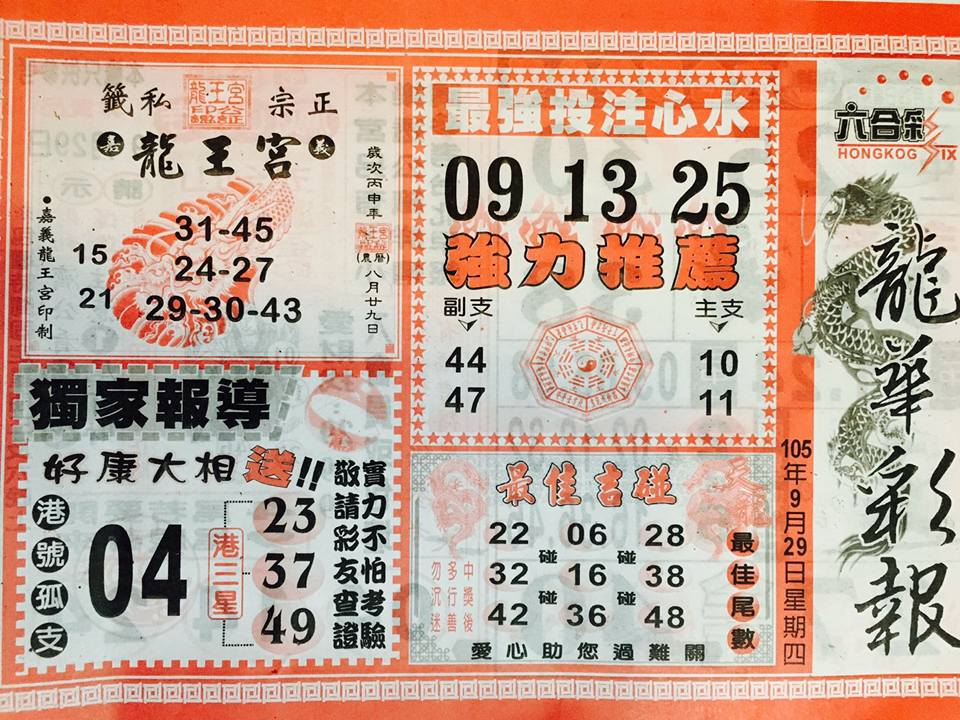 六合彩
HONGKOG SIX
龍華彩報
105年9月29日星期四
最強投注心水
09 13 25
強力推薦
副支
主支
44
10
47
11
籤私 宗正
嘉 龍王宮 義
歲次丙申年
(農曆)八月廿九日
31-45
15
24-27
21
29-30-43
●嘉義龍王宮印制
獨家報導
好康大相送!!
港號孤支
04
港三星
23
37
49
實力不怕考驗
敬請彩友查證
最佳吉碰
22 06 28
碰 碰
32 16 38
碰 碰
42 36 48
最佳尾數
中獎後
多行善
勿沉迷
愛心助您過難關